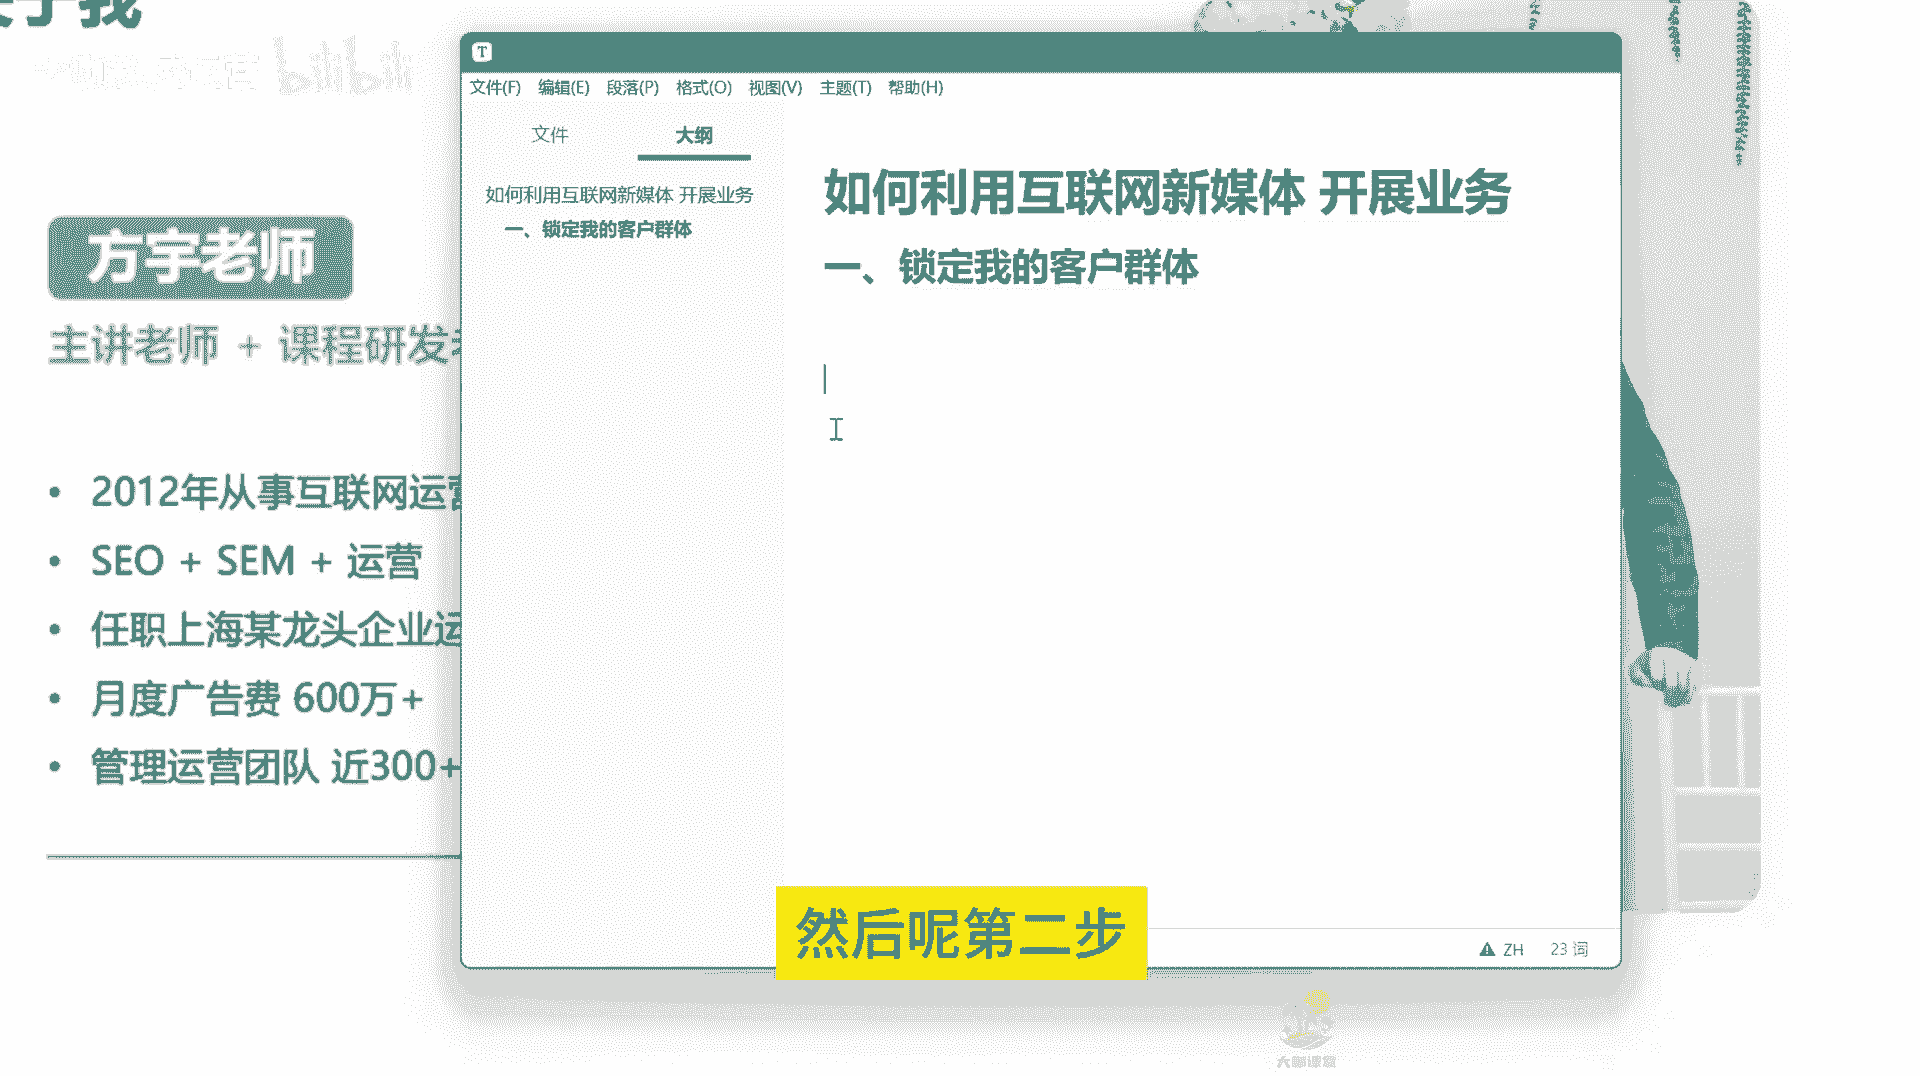 关于我
bilibili
方宇老师
主讲老师 + 课程研发
• 2012年从事互联网运营
• SEO + SEM + 运营
• 任职上海某龙头企业运
• 月度广告费 600万+
• 管理运营团队 近300+
T
文件(F) 编辑(E) 段落(P) 格式(O) 视图(V) 主题(T) 帮助(H)
文件 大纲
如何利用互联网新媒体 开展业务
一、锁定我的客户群体
如何利用互联网新媒体 开展业务
一、锁定我的客户群体
ZH 23 词
然后呢第二步